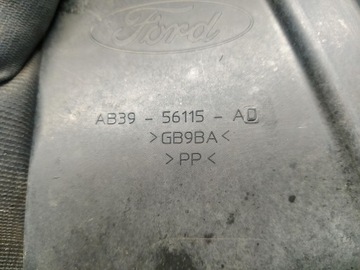 Ford
AB39 - 56115 - AD
>GB9BA<
>PP<